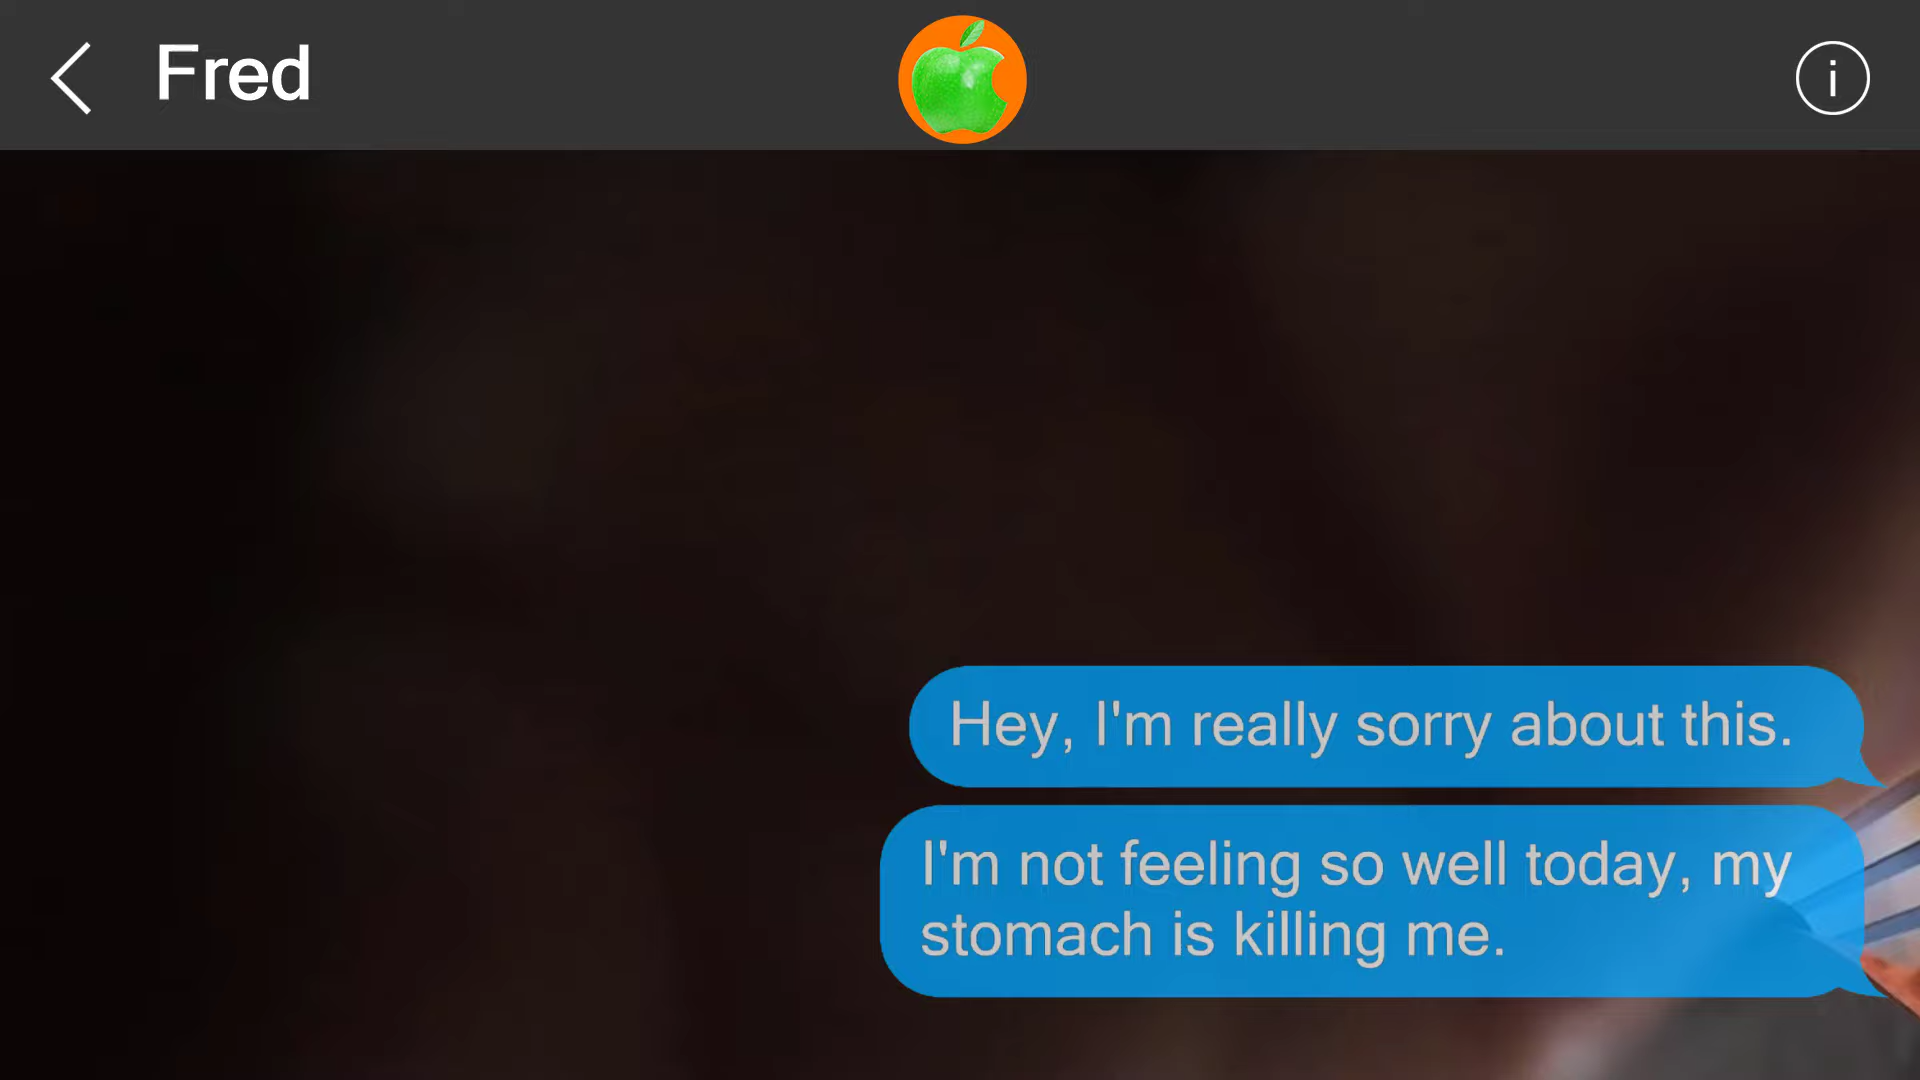 Fred
Hey, I'm really sorry about this.
I'm not feeling so well today, my
stomach is killing me.